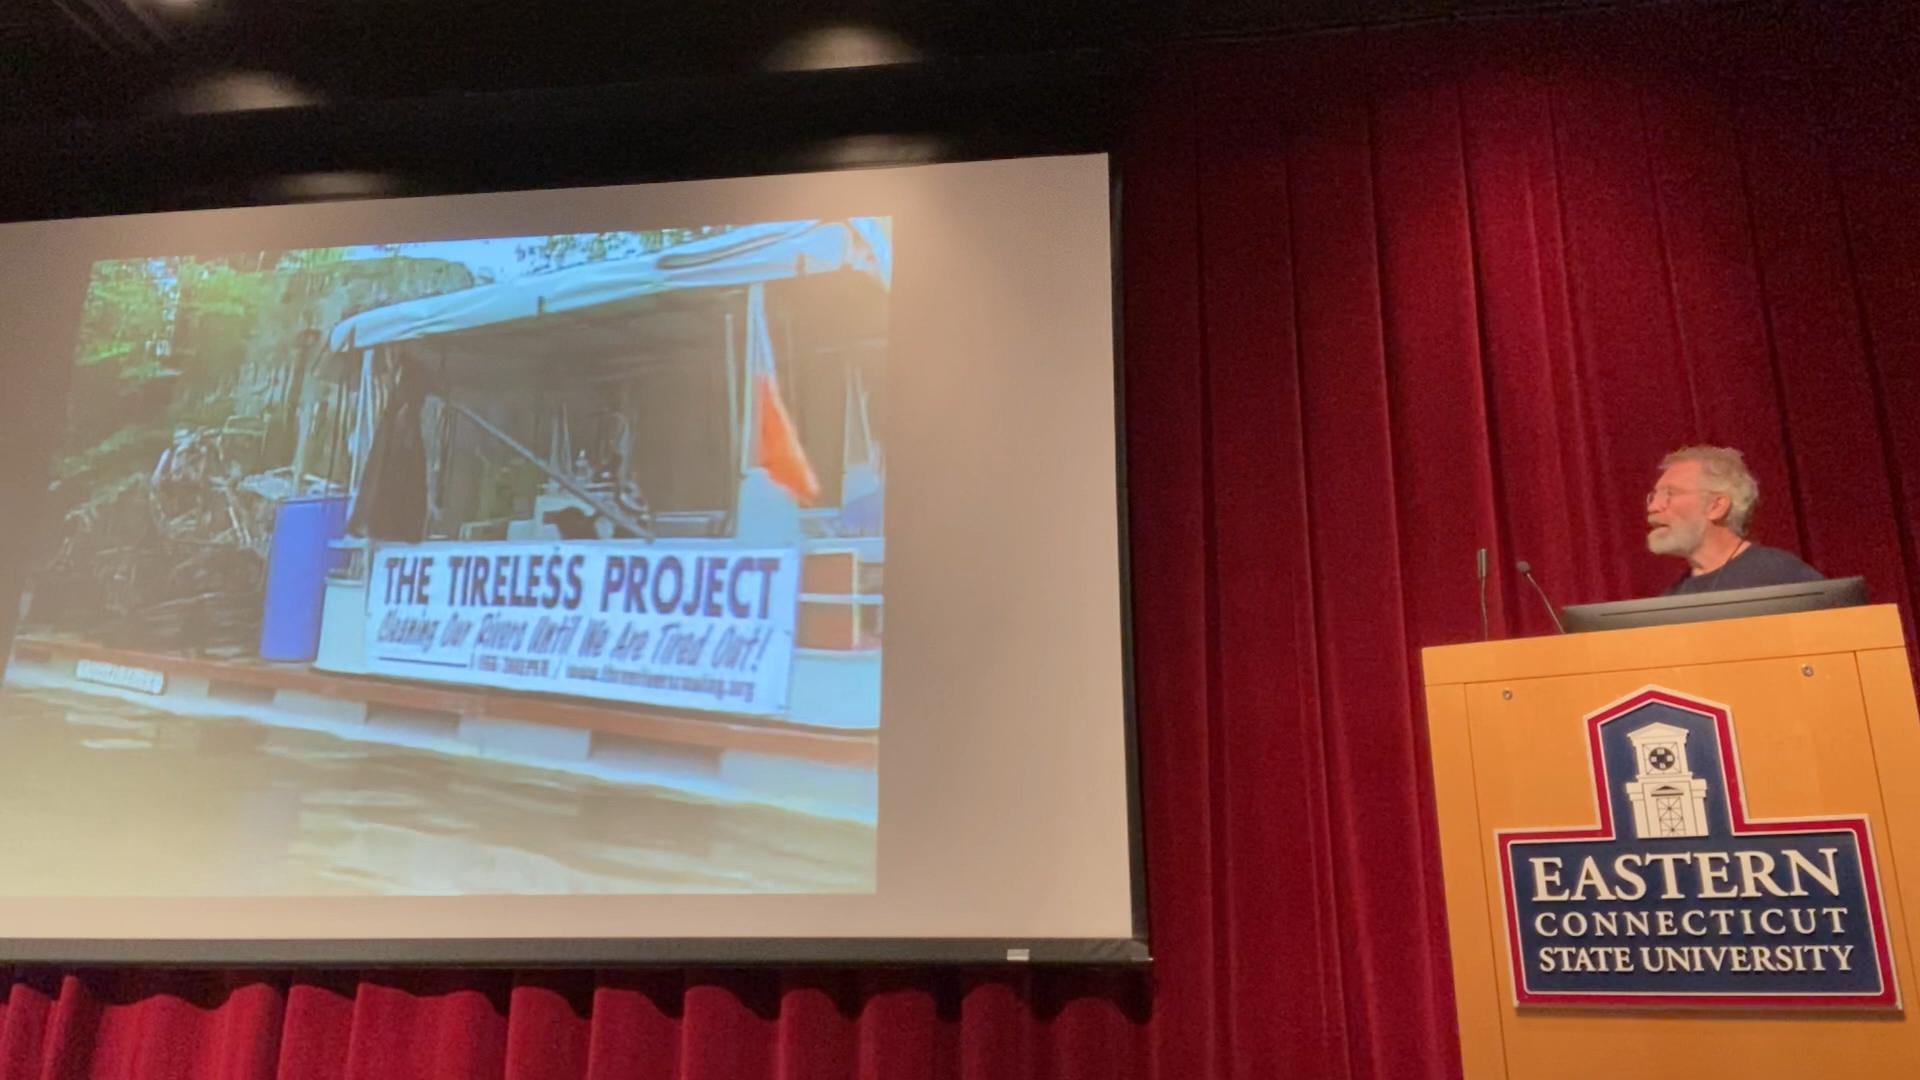 THE TIRELESS PROJECT
Cleaning Our Rivers Until We Are Tired Out!
EASTERN
CONNECTICUT
STATE UNIVERSITY